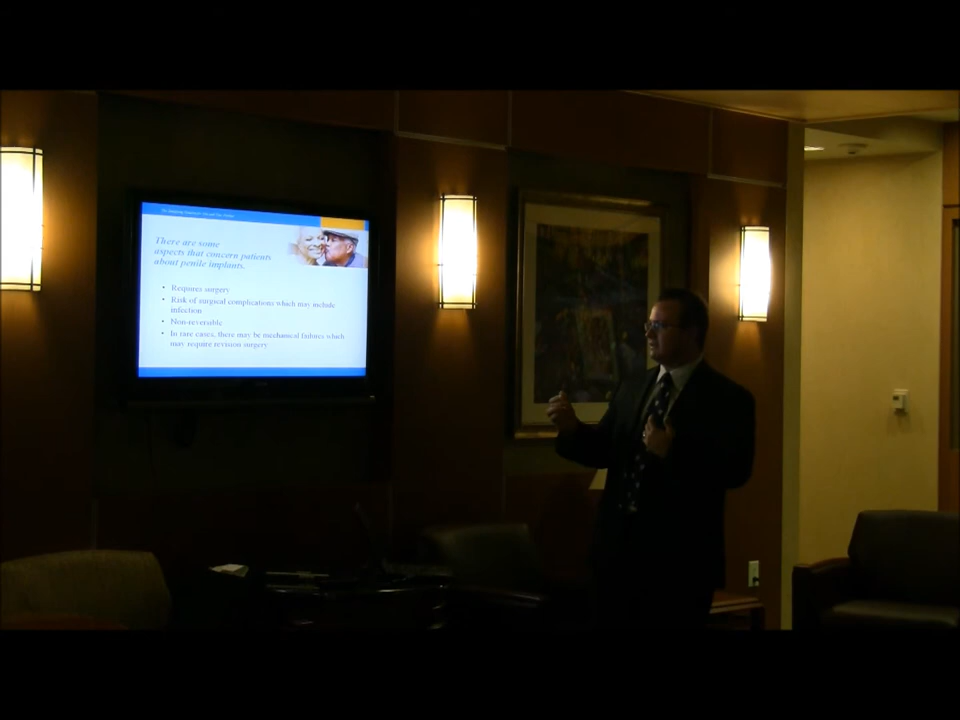 There are some
aspects that concern patients
about penile implants.
• Requires surgery
• Risk of surgical complications which may include
infection
• Non-reversible
• In rare cases, there may be mechanical failures which
may require revision surgery